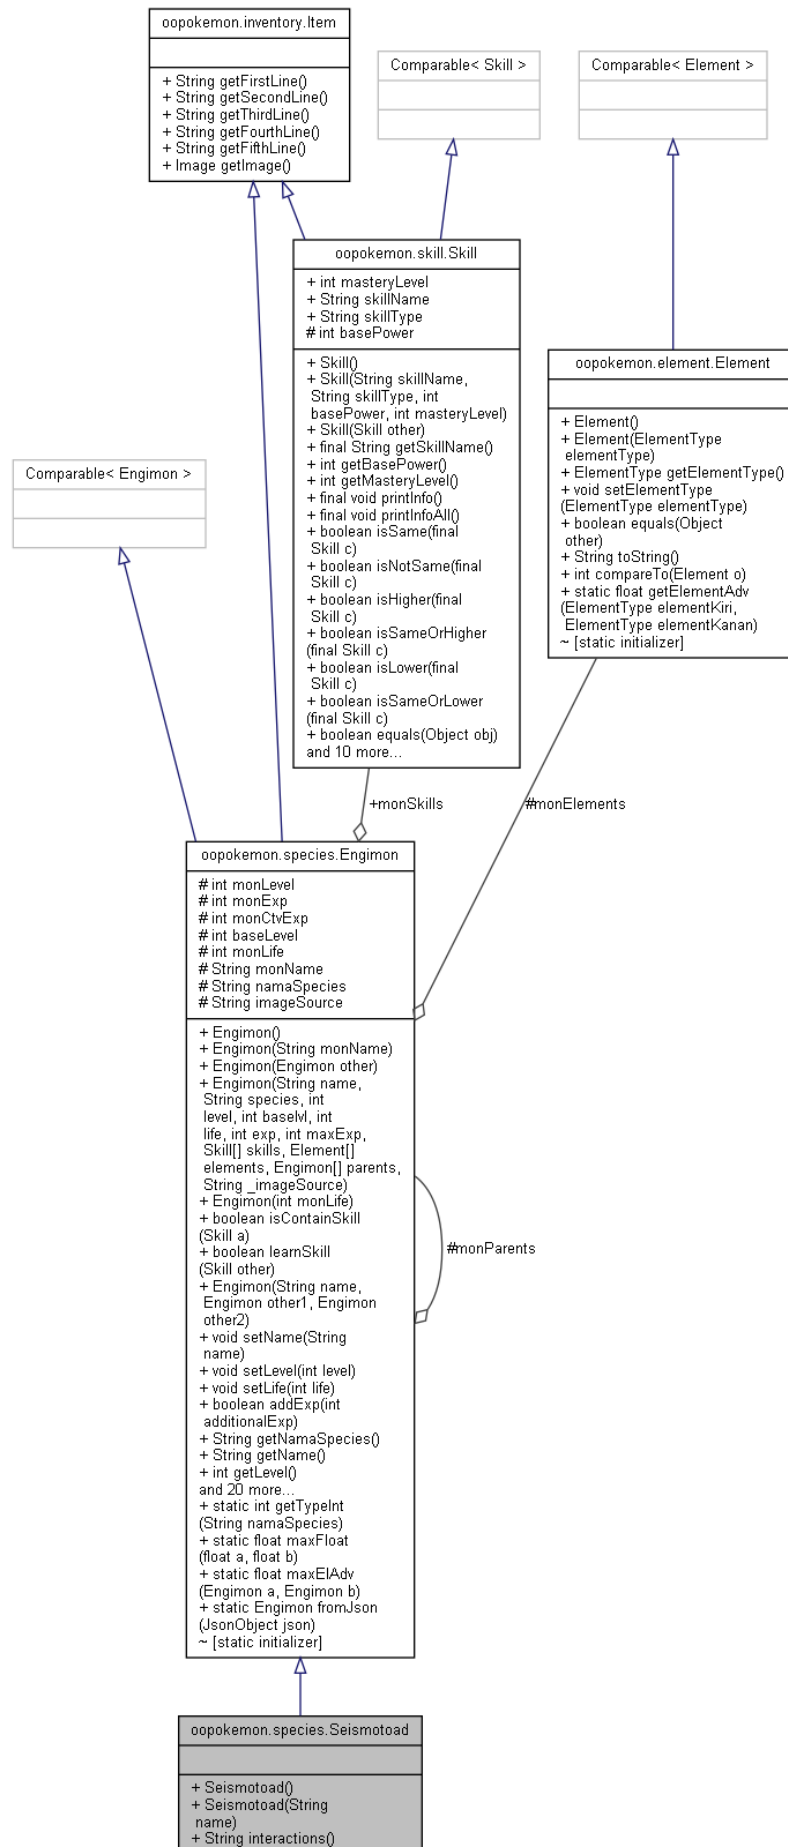 oopokemon.inventory.Item
+ String getFirstLine()
+ String getSecondLine()
+ String getThirdLine()
+ String getFourthLine()
+ String getFifthLine()
+ Image getImage()
Comparable< Skill >
Comparable< Element >
oopokemon.skill.Skill
+ int masteryLevel
+ String skillName
+ String skillType
# int basePower
+ Skill()
+ Skill(String skillName,
String skillType, int
basePower, int masteryLevel)
+ Skill(Skill other)
+ final String getSkillName()
+ int getBasePower()
+ int getMasteryLevel()
+ final void printInfo()
+ final void printInfoAll()
+ boolean isSame(final
Skill c)
+ boolean isNotSame(final
Skill c)
+ boolean isHigher(final
Skill c)
+ boolean isSameOrHigher
(final Skill c)
+ boolean isLower(final
Skill c)
+ boolean isSameOrLower
(final Skill c)
+ boolean equals(Object obj)
and 10 more...
oopokemon.element.Element
+ Element()
+ Element(ElementType
elementType)
+ ElementType getElementType()
+ void setElementType
(ElementType elementType)
+ boolean equals(Object
other)
+ String toString()
+ int compareTo(Element o)
+ static float getElementAdv
(ElementType elementKiri,
ElementType elementKanan)
~ [static initializer]
Comparable< Engimon >
+monSkills
#monElements
oopokemon.species.Engimon
# int monLevel
# int monExp
# int monCtvExp
# int baseLevel
# int monLife
# String monName
# String namaSpecies
# String imageSource
+ Engimon()
+ Engimon(String monName)
+ Engimon(Engimon other)
+ Engimon(String name,
String species, int
level, int baselvl, int
life, int exp, int maxExp,
Skill[] skills, Element[]
elements, Engimon[] parents,
String _imageSource)
+ Engimon(int monLife)
+ boolean isContainSkill
(Skill a)
+ boolean learnSkill
(Skill other)
+ Engimon(String name,
Engimon other1, Engimon
other2)
+ void setName(String
name)
+ void setLevel(int level)
+ void setLife(int life)
+ boolean addExp(int
additionalExp)
+ String getNamaSpecies()
+ String getName()
+ int getLevel()
and 20 more...
+ static int getTypeInt
(String namaSpecies)
+ static float maxFloat
(float a, float b)
+ static float maxElAdv
(Engimon a, Engimon b)
+ static Engimon fromJson
(JsonObject json)
~ [static initializer]
#monParents
oopokemon.species.Seismotoad
+ Seismotoad()
+ Seismotoad(String
name)
+ String interactions()